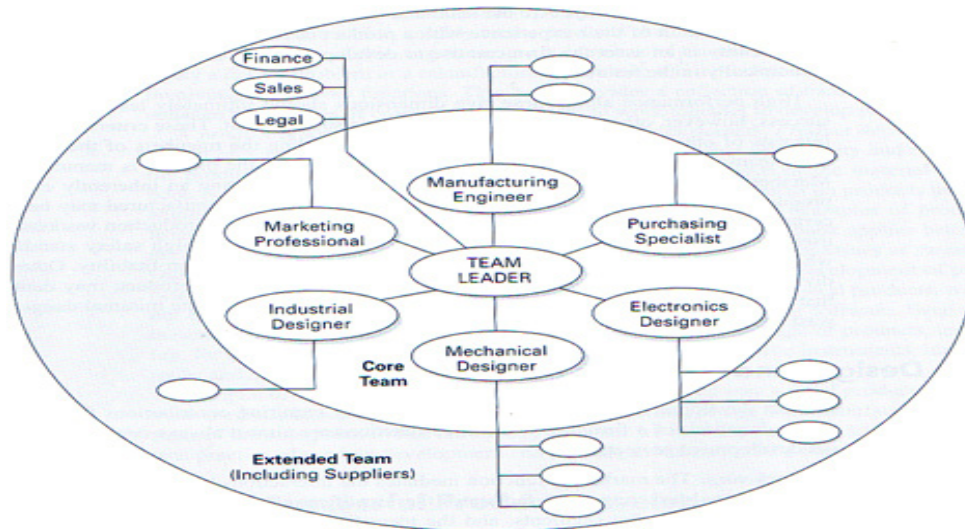 Finance
Sales
Legal
Manufacturing
Engineer
Marketing
Professional
Purchasing
Specialist
TEAM
LEADER
Industrial
Designer
Electronics
Designer
Mechanical
Designer
Core
Team
Extended Team
(Including Suppliers)